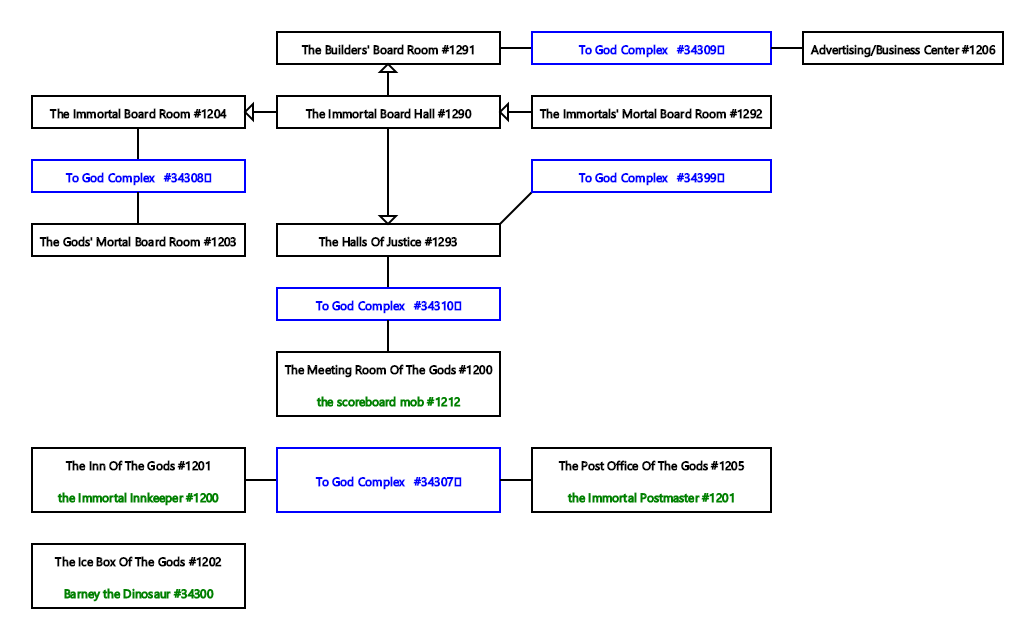 The Builders' Board Room #1291
To God Complex #34309
Advertising/Business Center #1206
The Immortal Board Room #1204
The Immortal Board Hall #1290
The Immortals' Mortal Board Room #1292
To God Complex #34308
To God Complex #34399
The Gods' Mortal Board Room #1203
The Halls Of Justice #1293
To God Complex #34310
The Meeting Room Of The Gods #1200
the scoreboard mob #1212
The Inn Of The Gods #1201
the Immortal Innkeeper #1200
To God Complex #34307
The Post Office Of The Gods #1205
the Immortal Postmaster #1201
The Ice Box Of The Gods #1202
Barney the Dinosaur #34300